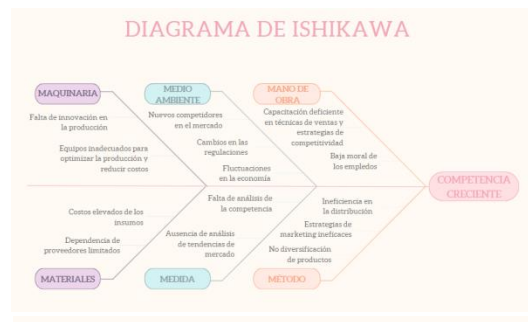 DIAGRAMA DE ISHIKAWA
MAQUINARIA
MEDIO
AMBIENTE
MANO DE
OBRA
Falta de innovación en
la producción
Equipos inadecuados para
optimizar la producción y
reducir costos
Nuevos competidores
en el mercado
Cambios en las
regulaciones
Fluctuaciones
en la economía
Capacitación deficiente
en técnicas de ventas y
estrategias de
competitividad
Baja moral de
los empledos
COMPETENCIA
CRECIENTE
Costos elevados de los
insumos
Dependencia de
proveedores limitados
Falta de análisis de
la competencia
Ausencia de análisis
de tendencias de
mercado
Ineficiencia en
la distribución
Estrategias de
marketing ineficaces
No diversificación
de productos
MATERIALES
MEDIDA
MÉTODO